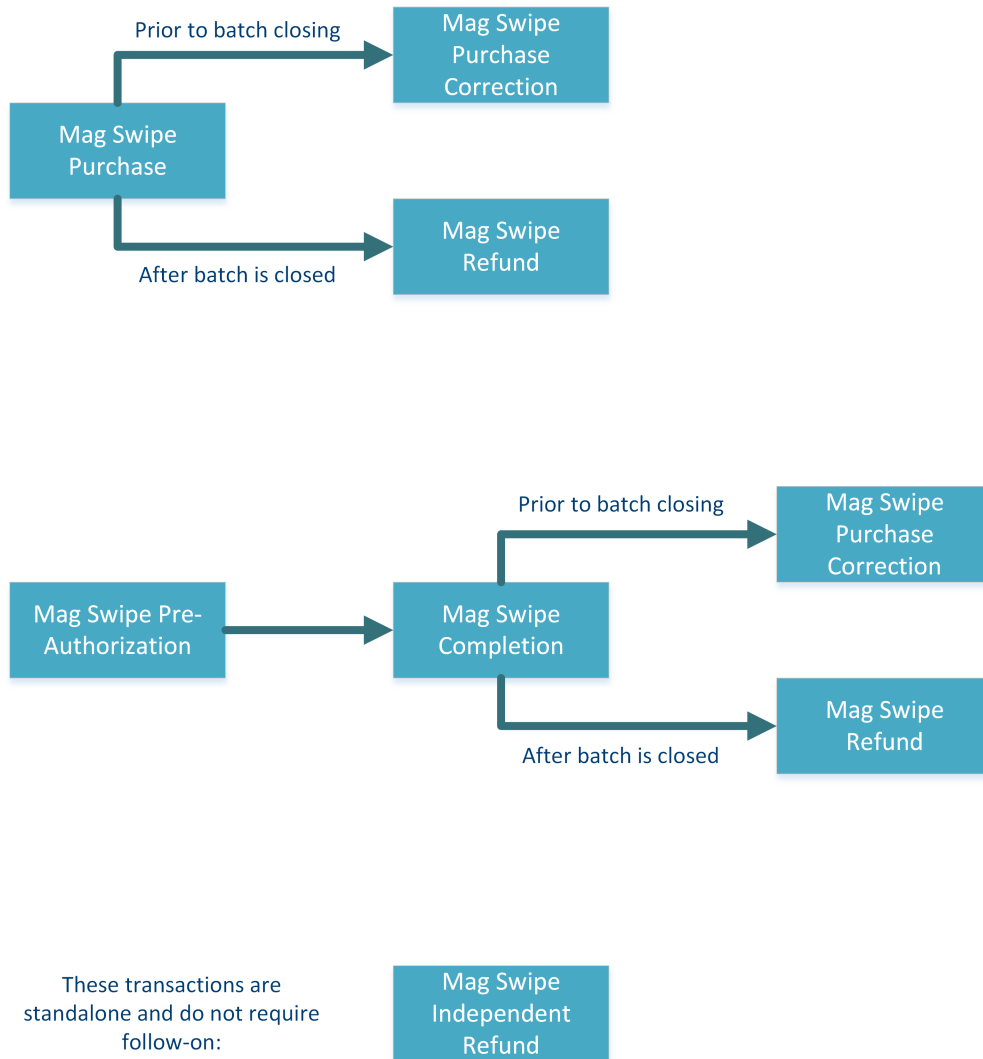 Prior to batch closing
Mag Swipe
Purchase
Correction
Mag Swipe
Purchase
Mag Swipe
Refund
After batch is closed
Prior to batch closing
Mag Swipe
Purchase
Correction
Mag Swipe Pre-
Authorization
Mag Swipe
Completion
Mag Swipe
Refund
After batch is closed
These transactions are
standalone and do not require
follow-on:
Mag Swipe
Independent
Refund